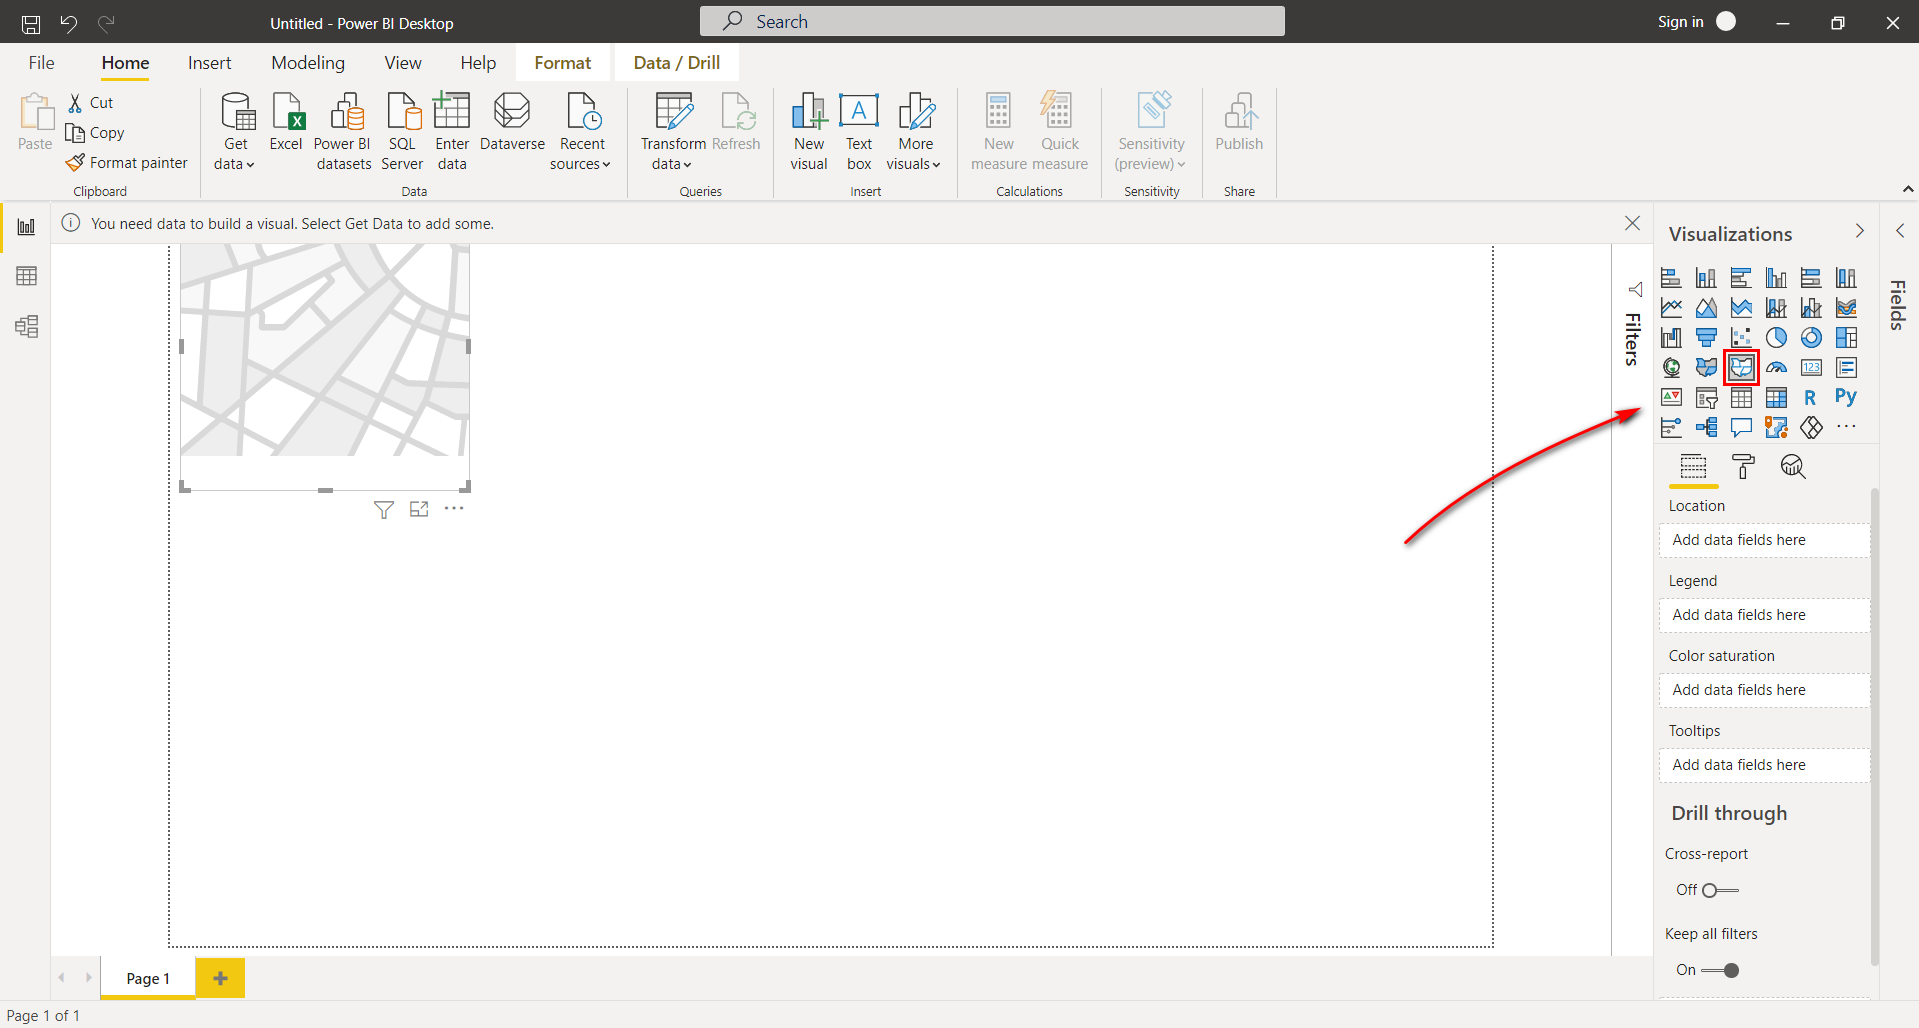 Untitled - Power BI Desktop
Search
Sign in
File Home Insert Modeling View Help Format Data / Drill
Paste
Cut
Copy
Format painter
Clipboard
Get data
Excel
Power BI datasets
SQL Server
Enter data
Dataverse
Recent sources
Data
Transform data
Refresh
Queries
New visual
Text box
More visuals
Insert
New measure
Quick measure
Calculations
Sensitivity (preview)
Sensitivity
Publish
Share
You need data to build a visual. Select Get Data to add some.
Filters
Visualizations
Fields
123
R
Py
Location
Add data fields here
Legend
Add data fields here
Color saturation
Add data fields here
Tooltips
Add data fields here
Drill through
Cross-report
Off
Keep all filters
On
Page 1
Page 1 of 1